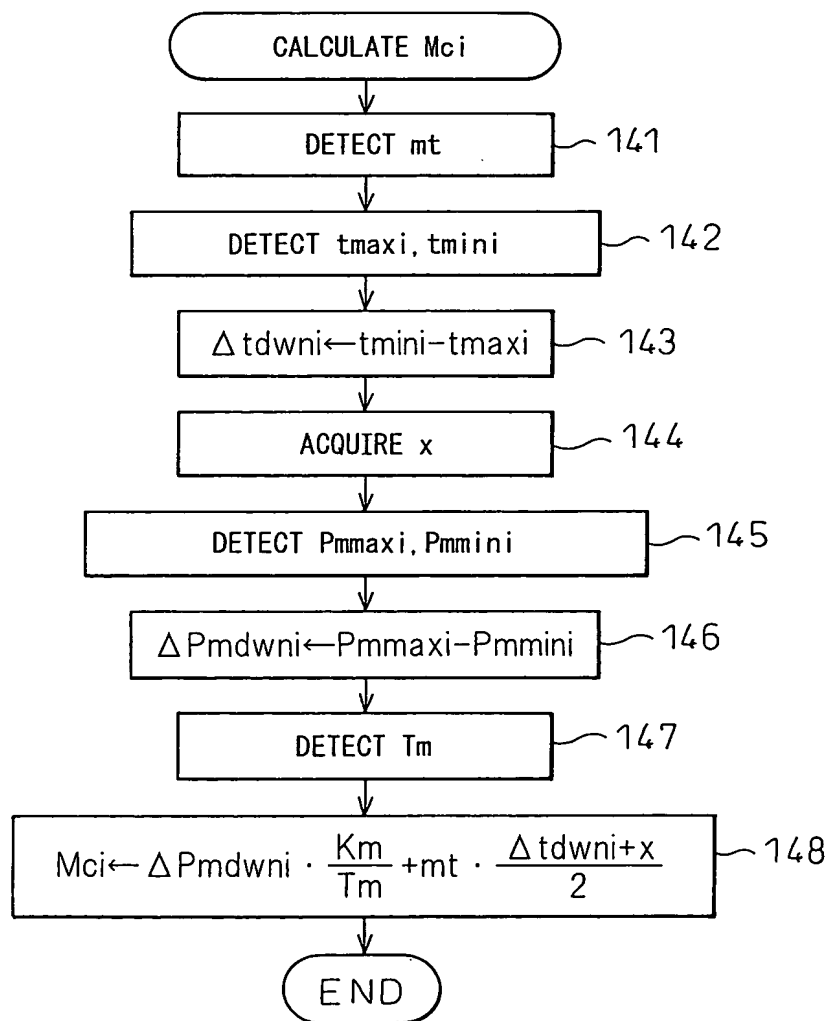 CALCULATE Mci
DETECT mt
141
DETECT tmaxi, tmini
142
Δtdwni←tmini-tmaxi
143
ACQUIRE x
144
DETECT Pmmaxi, Pmmini
145
ΔPmdwni←Pmmaxi-Pmmini
146
DETECT Tm
147
Mci←ΔPmdwni · Km/Tm +mt · Δtdwni+x/2
148
END